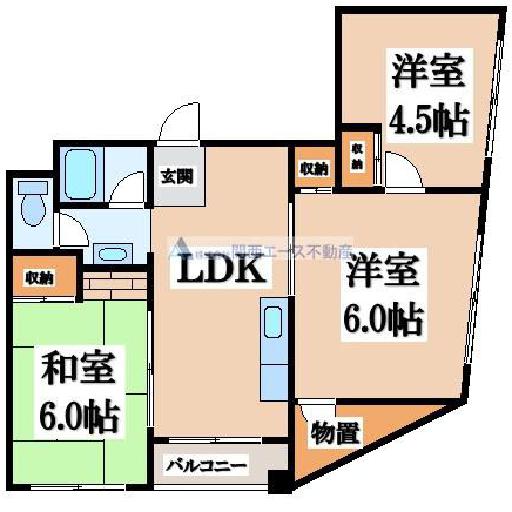 洋室
4.5帖
収納
収納
玄関
関西エース不動産
LDK
洋室
6.0帖
収納
和室
6.0帖
物置
バルコニー